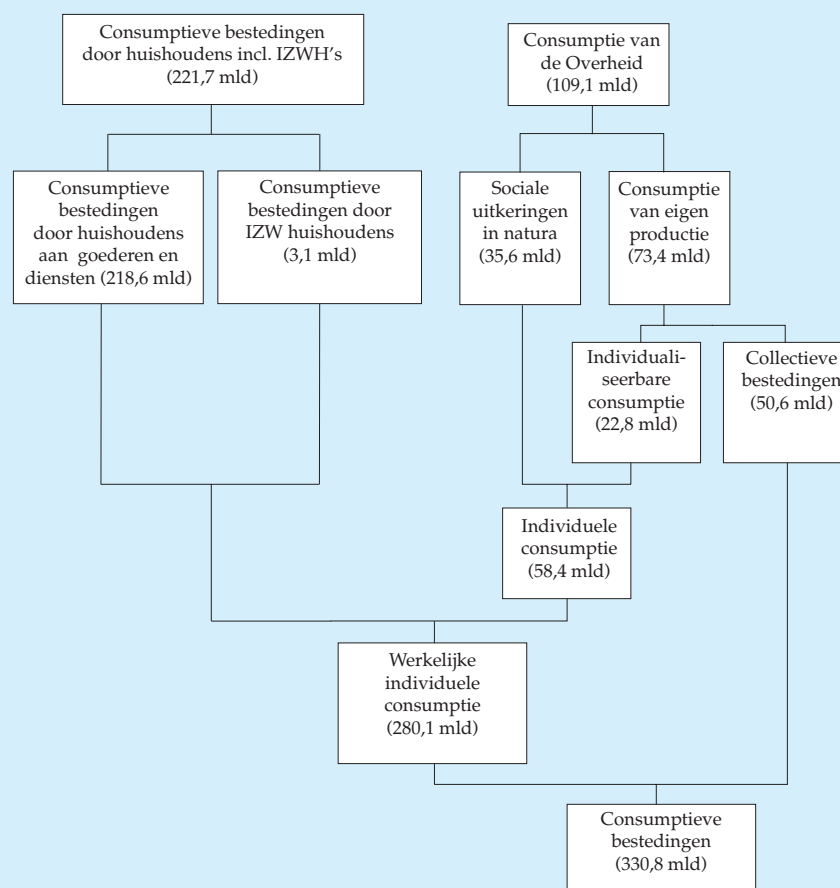 Consumptieve bestedingen
door huishoudens incl. IZWH's
(221,7 mld)
Consumptie van
de Overheid
(109,1 mld)
Consumptieve
bestedingen
door huishoudens
aan goederen en
diensten (218,6 mld)
Consumptieve
bestedingen door
IZW huishoudens
(3,1 mld)
Sociale
uitkeringen
in natura
(35,6 mld)
Consumptie
van eigen
productie
(73,4 mld)
Individuali-
seerbare
consumptie
(22,8 mld)
Collectieve
bestedingen
(50,6 mld)
Individuele
consumptie
(58,4 mld)
Werkelijke
individuele
consumptie
(280,1 mld)
Consumptieve
bestedingen
(330,8 mld)